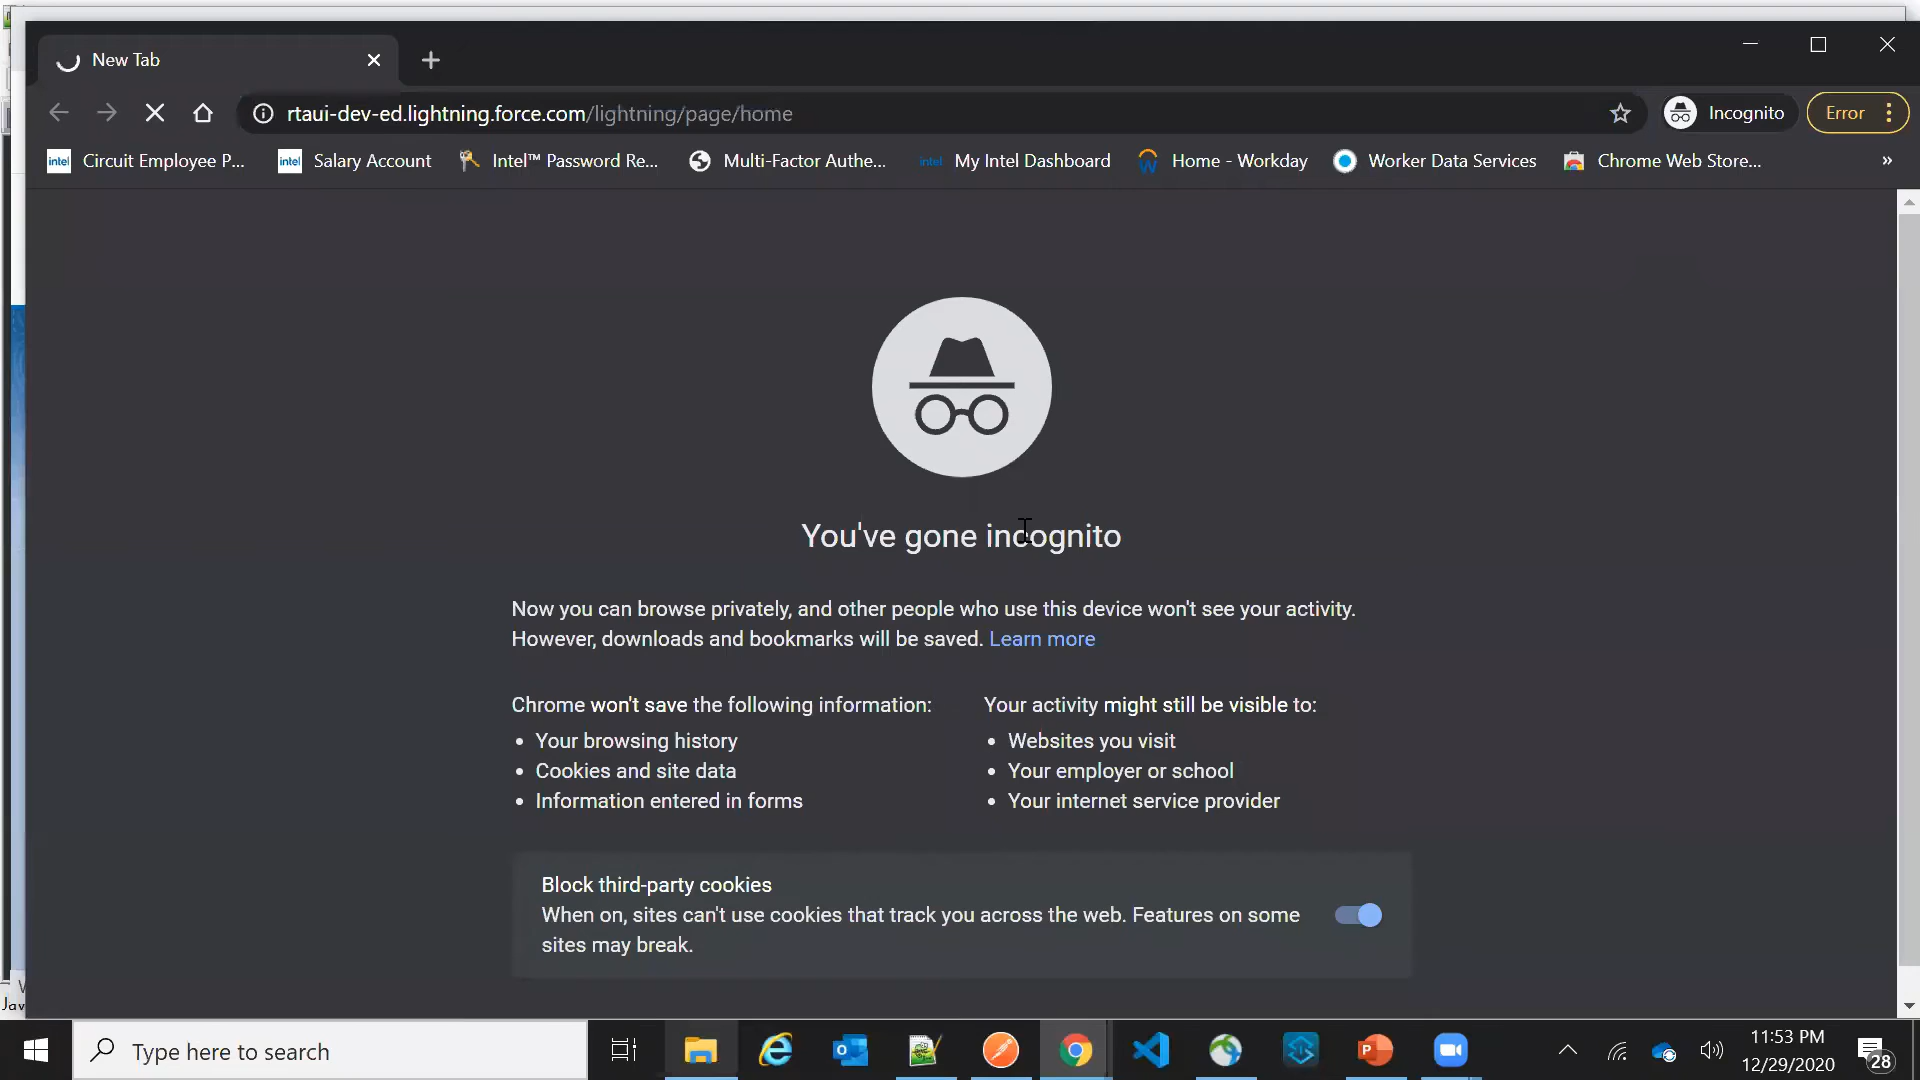 New Tab
rtaui-dev-ed.lightning.force.com/lightning/page/home
Incognito
Error
intel Circuit Employee P...
intel Salary Account
Intel™ Password Re...
Multi-Factor Authe...
intel My Intel Dashboard
Home - Workday
Worker Data Services
Chrome Web Store...
»
You've gone incognito
Now you can browse privately, and other people who use this device won't see your activity.
However, downloads and bookmarks will be saved. Learn more
Chrome won't save the following information:
• Your browsing history
• Cookies and site data
• Information entered in forms
Your activity might still be visible to:
• Websites you visit
• Your employer or school
• Your internet service provider
Block third-party cookies
When on, sites can't use cookies that track you across the web. Features on some
sites may break.
Jav
Type here to search
11:53 PM
12/29/2020
28